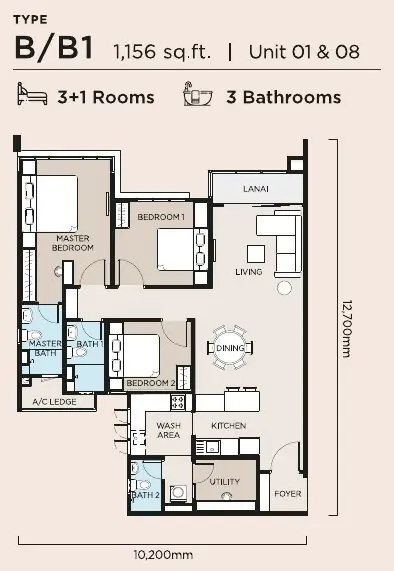 TYPE
B/B1 1,156 sq.ft. | Unit 01 & 08
3+1 Rooms 3 Bathrooms
LANAI
BEDROOM 1
MASTER
BEDROOM
LIVING
12,700mm
MASTER
BATH
BATH 1
DINING
BEDROOM 2
A/C LEDGE
WASH
AREA
KITCHEN
UTILITY
BATH 2
FOYER
10,200mm